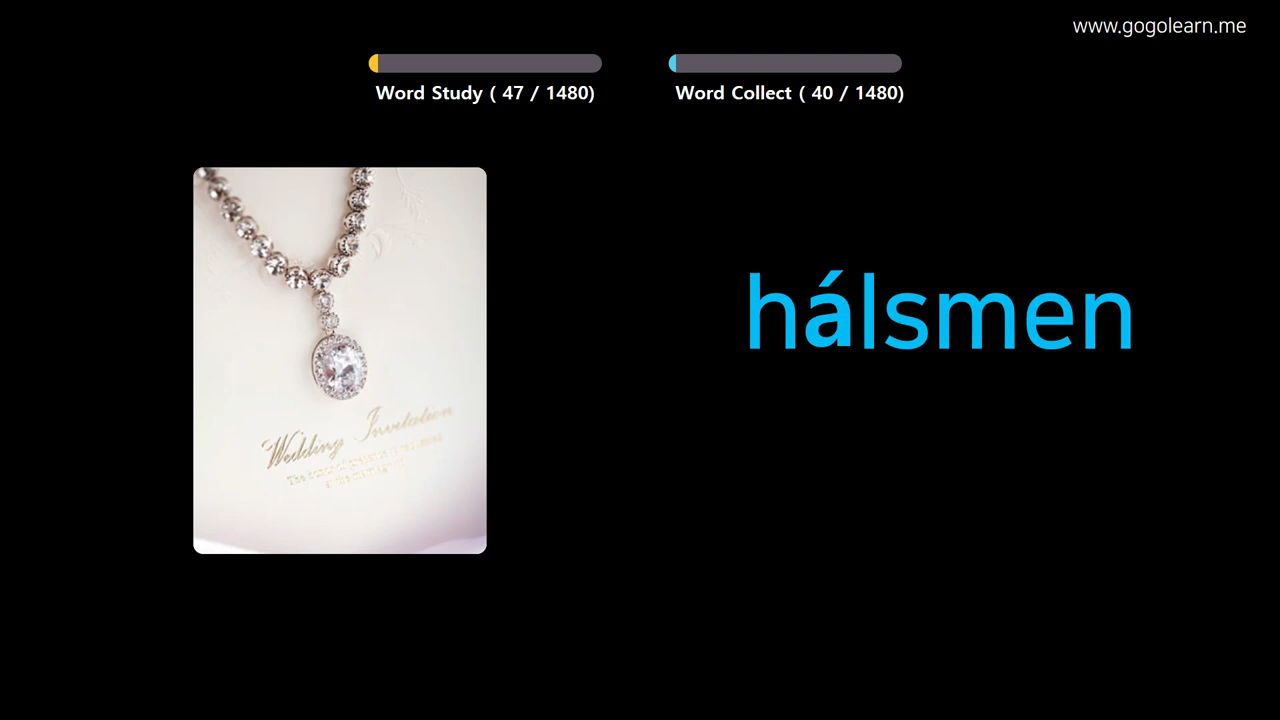 www.gogolearn.me
Word Study ( 47 / 1480)
Word Collect ( 40 / 1480)
hálsmen
Wedding Invitation